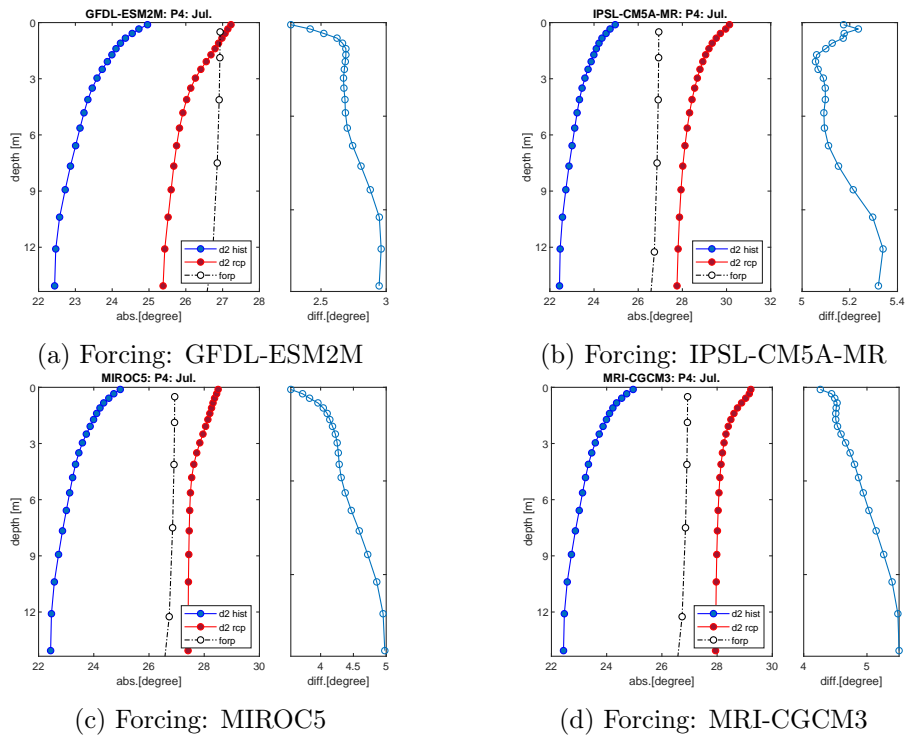 GFDL-ESM2M: P4: Jul.
0
3
6
9
12
depth [m]
22 23 24 25 26 27 28
abs.[degree]
d2 hist
d2 rcp
forp
2.5 3
diff.[degree]
(a) Forcing: GFDL-ESM2M
IPSL-CM5A-MR: P4: Jul.
0
3
6
9
12
depth [m]
22 24 26 28 30 32
abs.[degree]
d2 hist
d2 rcp
forp
5 5.2 5.4
diff.[degree]
(b) Forcing: IPSL-CM5A-MR
MIROC5: P4: Jul.
0
3
6
9
12
depth [m]
22 24 26 28 30
abs.[degree]
d2 hist
d2 rcp
forp
4 4.5 5
diff.[degree]
(c) Forcing: MIROC5
MRI-CGCM3: P4: Jul.
0
3
6
9
12
depth [m]
22 24 26 28 30
abs.[degree]
d2 hist
d2 rcp
forp
4 5
diff.[degree]
(d) Forcing: MRI-CGCM3